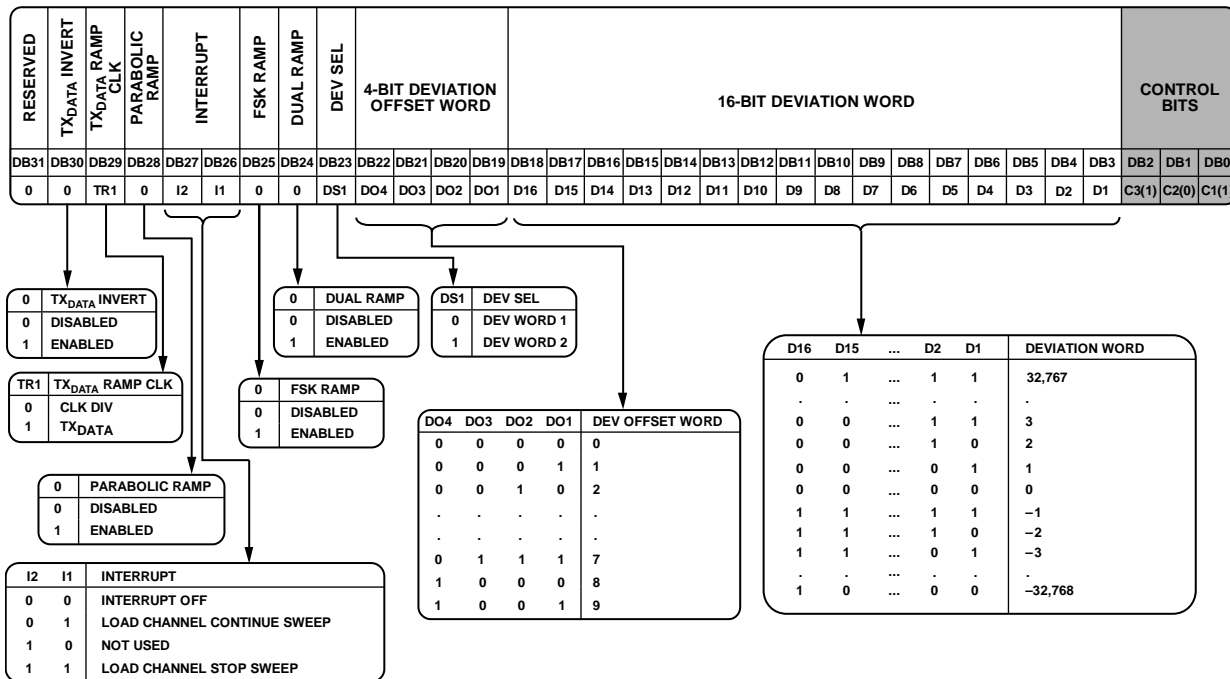 RESERVED
TXDATA INVERT
TXDATA RAMP CLK
PARABOLIC RAMP
INTERRUPT
FSK RAMP
DUAL RAMP
DEV SEL
4-BIT DEVIATION OFFSET WORD
16-BIT DEVIATION WORD
CONTROL BITS
DB31 DB30 DB29 DB28 DB27 DB26 DB25 DB24 DB23 DB22 DB21 DB20 DB19 DB18 DB17 DB16 DB15 DB14 DB13 DB12 DB11 DB10 DB9 DB8 DB7 DB6 DB5 DB4 DB3 DB2 DB1 DB0
0 0 TR1 0 I2 I1 0 0 DS1 DO4 DO3 DO2 DO1 D16 D15 D14 D13 D12 D11 D10 D9 D8 D7 D6 D5 D4 D3 D2 D1 C3(1) C2(0) C1(1
0 TXDATA INVERT
0 DISABLED
1 ENABLED
TR1 TXDATA RAMP CLK
0 CLK DIV
1 TXDATA
0 PARABOLIC RAMP
0 DISABLED
1 ENABLED
I2 I1 INTERRUPT
0 0 INTERRUPT OFF
0 1 LOAD CHANNEL CONTINUE SWEEP
1 0 NOT USED
1 1 LOAD CHANNEL STOP SWEEP
0 FSK RAMP
0 DISABLED
1 ENABLED
0 DUAL RAMP
0 DISABLED
1 ENABLED
DS1 DEV SEL
0 DEV WORD 1
1 DEV WORD 2
DO4 DO3 DO2 DO1 DEV OFFSET WORD
0 0 0 0 0
0 0 0 1 1
0 0 1 0 2
. . . . .
. . . . .
0 1 1 1 7
1 0 0 0 8
1 0 0 1 9
D16 D15 ... D2 D1 DEVIATION WORD
0 1 ... 1 1 32,767
. . ... . . .
0 0 ... 1 1 3
0 0 ... 1 0 2
0 0 ... 0 1 1
0 0 ... 0 0 0
1 1 ... 1 1 –1
1 1 ... 1 0 –2
1 1 ... 0 1 –3
. . ... . . .
1 0 ... 0 0 –32,768